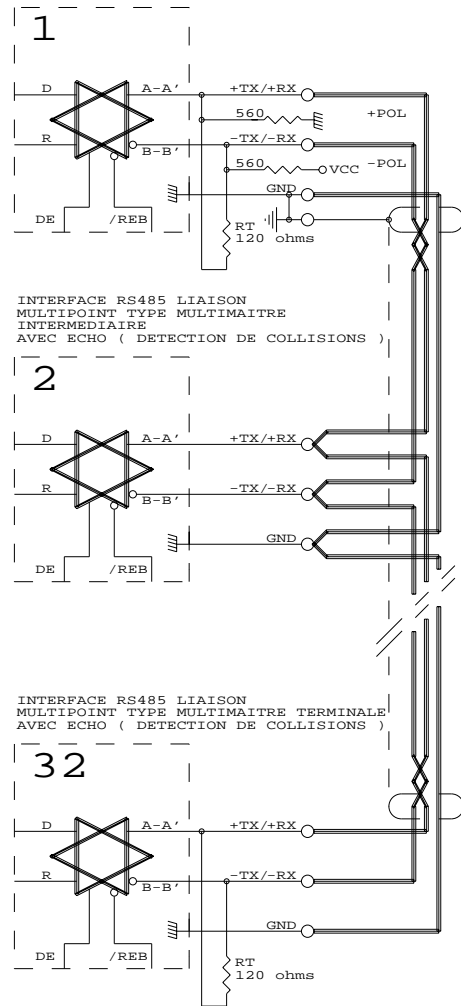 1
D A-A' +TX/+RX
560 +POL
R B-B' -TX/-RX
560 VCC -POL
GND
DE /REB RT
120 ohms
INTERFACE RS485 LIAISON
MULTIPOINT TYPE MULTIMAITRE
INTERMEDIAIRE
AVEC ECHO ( DETECTION DE COLLISIONS )
2
D A-A' +TX/+RX
R B-B' -TX/-RX
GND
DE /REB
INTERFACE RS485 LIAISON
MULTIPOINT TYPE MULTIMAITRE TERMINALE
AVEC ECHO ( DETECTION DE COLLISIONS )
32
D A-A' +TX/+RX
R B-B' -TX/-RX
GND
DE /REB RT
120 ohms